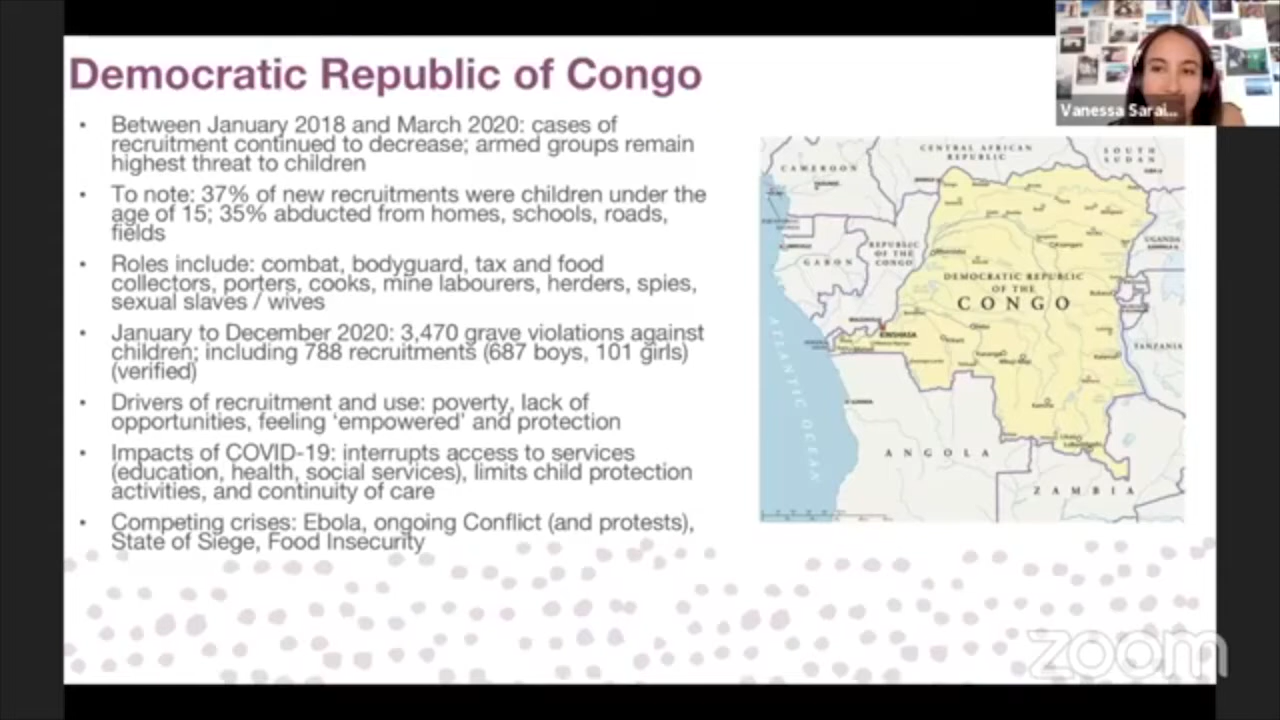 Democratic Republic of Congo
Vanessa Sarai...
• Between January 2018 and March 2020: cases of
recruitment continued to decrease; armed groups remain
highest threat to children
• To note: 37% of new recruitments were children under the
age of 15; 35% abducted from homes, schools, roads,
fields
• Roles include: combat, bodyguard, tax and food
collectors, porters, cooks, mine labourers, herders, spies,
sexual slaves / wives
• January to December 2020: 3,470 grave violations against
children; including 788 recruitments (687 boys, 101 girls)
(verified)
• Drivers of recruitment and use: poverty, lack of
opportunities, feeling ‘empowered’ and protection
• Impacts of COVID-19: interrupts access to services
(education, health, social services), limits child protection
activities, and continuity of care
• Competing crises: Ebola, ongoing Conflict (and protests),
State of Siege, Food Insecurity
CENTRAL AFRICAN
REPUBLIC
SOUTH
SUDAN
CAMEROON
UGANDA
REPUBLIC
OF THE
CONGO
GABON
DEMOCRATIC REPUBLIC
OF THE
CONGO
KINSHASA
TANZANIA
ATLANTIC OCEAN
ANGOLA
ZAMBIA
zoom